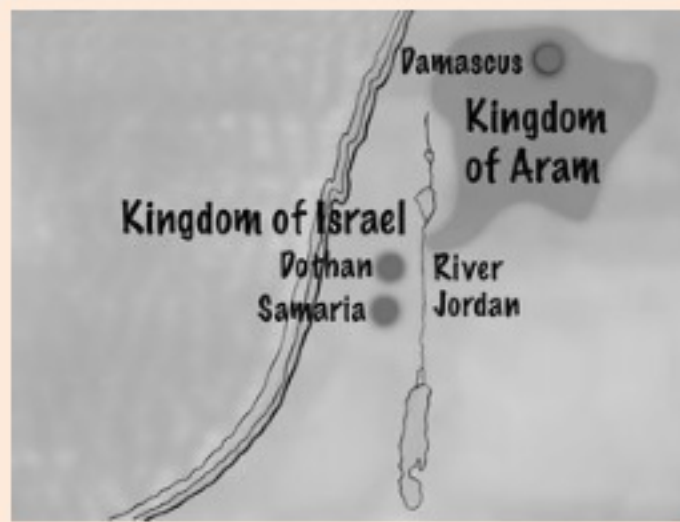 Damascus
Kingdom
of Aram
Kingdom of Israel
Dothan
Samaria
River
Jordan